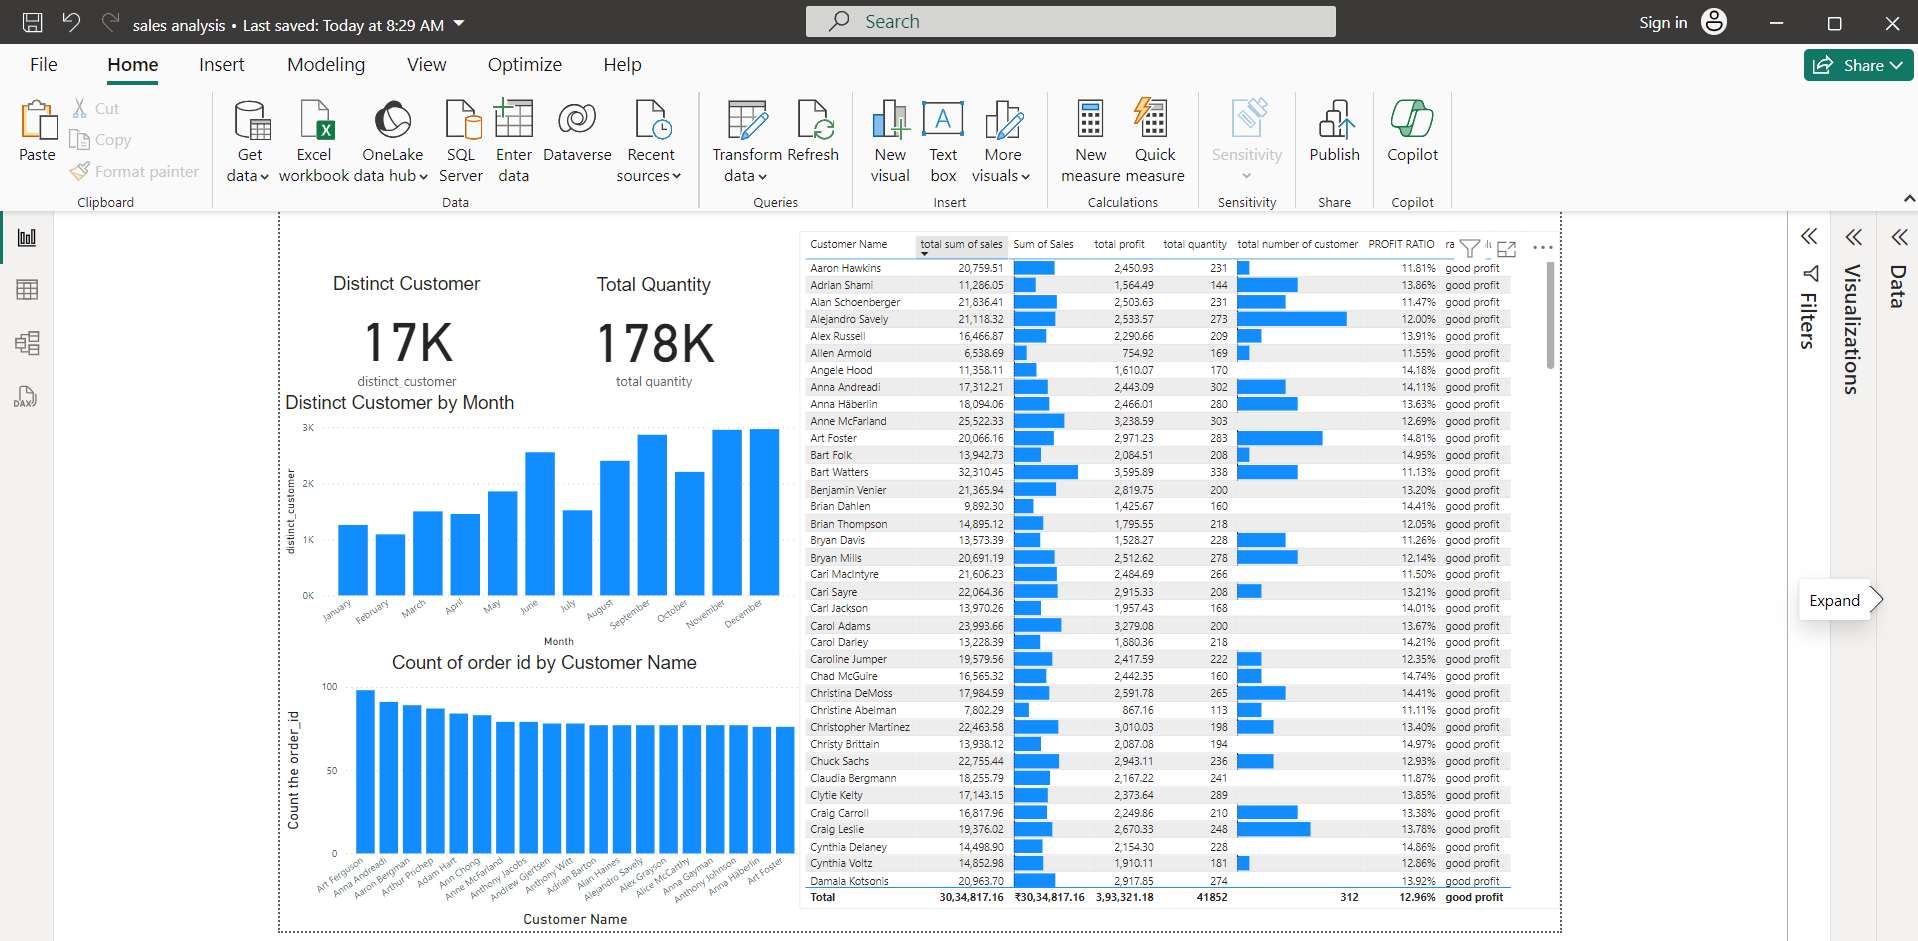 sales analysis • Last saved: Today at 8:29 AM
Search
Sign in
File Home Insert Modeling View Optimize Help
Share
Paste
Cut
Copy
Format painter
Clipboard
Get data
Excel workbook
OneLake data hub
SQL Server
Enter data
Dataverse
Recent sources
Data
Transform data
Refresh
Queries
New visual
Text box
More visuals
Insert
New measure
Quick measure
Calculations
Sensitivity
Sensitivity
Publish
Share
Copilot
Copilot
DAX
Distinct Customer
17K
distinct_customer
Total Quantity
178K
total quantity
Distinct Customer by Month
distinct_customer
3K
2K
1K
0K
January February March April May June July August September October November December
Month
Count of order id by Customer Name
Count the order_id
100
50
0
Art Ferguson Anna Andreadi Aaron Bergman Arthur Prichep Adam Hart Ann Chong Anne McFarland Anthony Jacobs Andrew Gjertsen Anthony Witt Adrian Barton Alan Haines Alejandro Savely Alex Grayson Alice McCarthy Anna Gayman Anthony Johnson Anna Häberlin Art Foster
Customer Name
Customer Name total sum of sales Sum of Sales total profit total quantity total number of customer PROFIT RATIO
Aaron Hawkins 20,759.51 2,450.93 231 11.81% good profit
Adrian Shami 11,286.05 1,564.49 144 13.86% good profit
Alan Schoenberger 21,836.41 2,503.63 231 11.47% good profit
Alejandro Savely 21,118.32 2,533.57 273 12.00% good profit
Alex Russell 16,466.87 2,290.66 209 13.91% good profit
Allen Armold 6,538.69 754.92 169 11.55% good profit
Angele Hood 11,358.11 1,610.07 170 14.18% good profit
Anna Andreadi 17,312.21 2,443.09 302 14.11% good profit
Anna Häberlin 18,094.06 2,466.01 280 13.63% good profit
Anne McFarland 25,522.33 3,238.59 303 12.69% good profit
Art Foster 20,066.16 2,971.23 283 14.81% good profit
Bart Folk 13,942.73 2,084.51 208 14.95% good profit
Bart Watters 32,310.45 3,595.89 338 11.13% good profit
Benjamin Venier 21,365.94 2,819.75 200 13.20% good profit
Brian Dahlen 9,892.30 1,425.67 160 14.41% good profit
Brian Thompson 14,895.12 1,795.55 218 12.05% good profit
Bryan Davis 13,573.39 1,528.27 228 11.26% good profit
Bryan Mills 20,691.19 2,512.62 278 12.14% good profit
Cari MacIntyre 21,606.23 2,484.69 266 11.50% good profit
Cari Sayre 22,064.36 2,915.33 208 13.21% good profit
Carl Jackson 13,970.26 1,957.43 168 14.01% good profit
Carol Adams 23,993.66 3,279.08 200 13.67% good profit
Carol Darley 13,228.39 1,880.36 218 14.21% good profit
Caroline Jumper 19,579.56 2,417.59 222 12.35% good profit
Chad McGuire 16,565.32 2,442.35 160 14.74% good profit
Christina DeMoss 17,984.59 2,591.78 265 14.41% good profit
Christine Abelman 7,802.29 867.16 113 11.11% good profit
Christopher Martinez 22,463.58 3,010.03 198 13.40% good profit
Christy Brittain 13,938.12 2,087.08 194 14.97% good profit
Chuck Sachs 22,755.44 2,943.11 236 12.93% good profit
Claudia Bergmann 18,255.79 2,167.22 241 11.87% good profit
Clytie Kelty 17,143.15 2,373.64 289 13.85% good profit
Craig Carroll 16,817.96 2,249.86 210 13.38% good profit
Craig Leslie 19,376.02 2,670.33 248 13.78% good profit
Cynthia Delaney 14,498.90 2,154.30 228 14.86% good profit
Cynthia Voltz 14,852.98 1,910.11 181 12.86% good profit
Damala Kotsonis 20,963.70 2,917.85 274 13.92% good profit
Total 30,34,817.16 ₹30,34,817.16 3,93,321.18 41852 312 12.96% good profit
Filters
Visualizations
Data
Expand